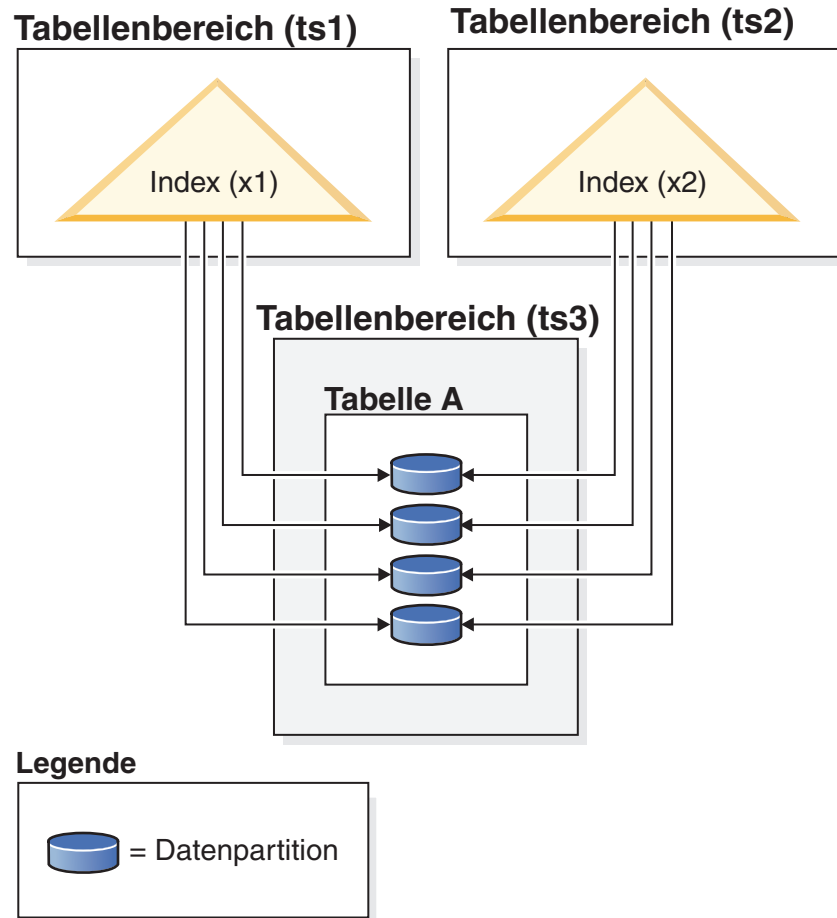 Tabellenbereich (ts1)
Tabellenbereich (ts2)
Index (x1)
Index (x2)
Tabellenbereich (ts3)
Tabelle A
Legende
= Datenpartition